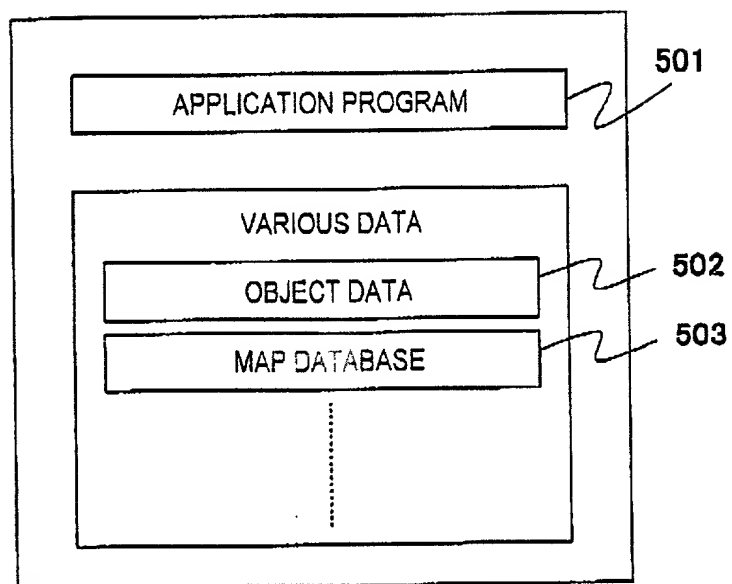 APPLICATION PROGRAM
501
VARIOUS DATA
OBJECT DATA
502
MAP DATABASE
503